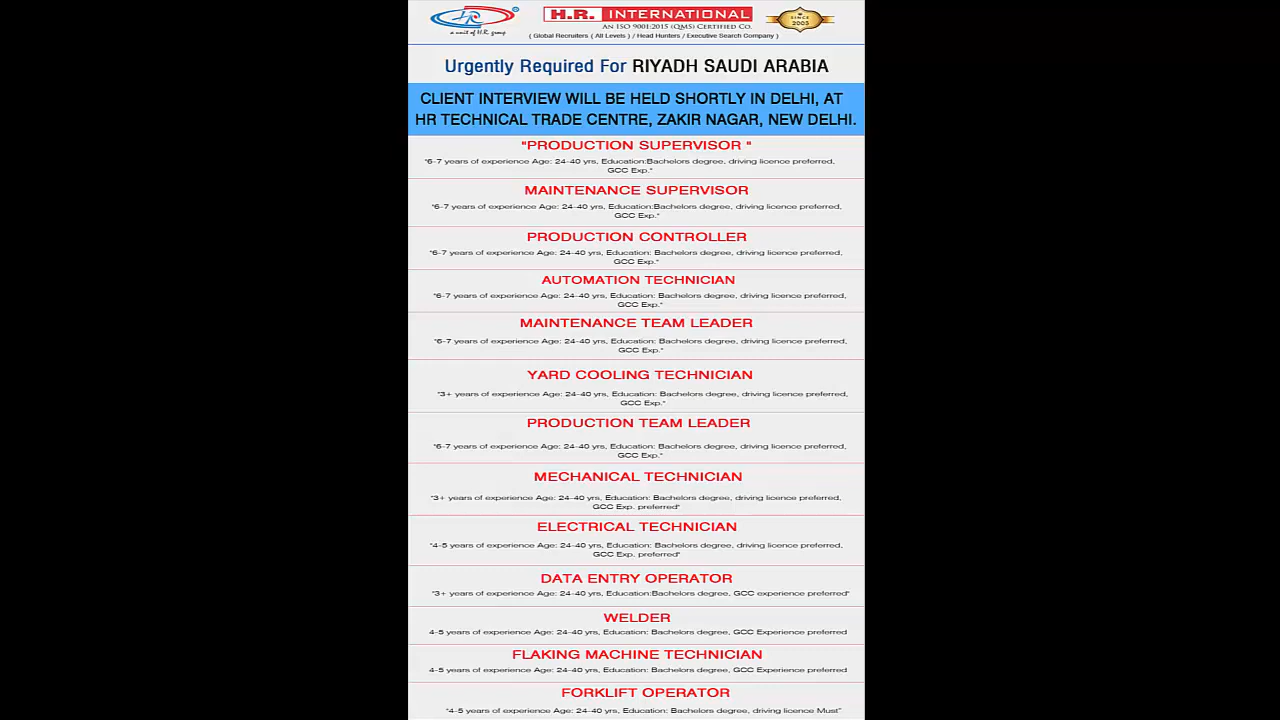 HR
a unit of H.R. group
H.R. INTERNATIONAL
AN ISO 9001:2015 (QMS) CERTIFIED CO.
( Global Recruiters ( All Levels ) / Head Hunters / Executive Search Company )
SINCE
2003
Urgently Required For RIYADH SAUDI ARABIA
CLIENT INTERVIEW WILL BE HELD SHORTLY IN DELHI, AT
HR TECHNICAL TRADE CENTRE, ZAKIR NAGAR, NEW DELHI.
"PRODUCTION SUPERVISOR "
"6-7 years of experience Age: 24-40 yrs, Education:Bachelors degree, driving licence preferred,
GCC Exp."
MAINTENANCE SUPERVISOR
"6-7 years of experience Age: 24-40 yrs, Education:Bachelors degree, driving licence preferred,
GCC Exp."
PRODUCTION CONTROLLER
"6-7 years of experience Age: 24-40 yrs, Education: Bachelors degree, driving licence preferred,
GCC Exp."
AUTOMATION TECHNICIAN
"6-7 years of experience Age: 24-40 yrs, Education: Bachelors degree, driving licence preferred,
GCC Exp."
MAINTENANCE TEAM LEADER
"6-7 years of experience Age: 24-40 yrs, Education: Bachelors degree, driving licence preferred,
GCC Exp."
YARD COOLING TECHNICIAN
"3+ years of experience Age: 24-40 yrs, Education: Bachelors degree, driving licence preferred,
GCC Exp."
PRODUCTION TEAM LEADER
"6-7 years of experience Age: 24-40 yrs, Education: Bachelors degree, driving licence preferred,
GCC Exp."
MECHANICAL TECHNICIAN
"3+ years of experience Age: 24-40 yrs, Education: Bachelors degree, driving licence preferred,
GCC Exp. preferred"
ELECTRICAL TECHNICIAN
"4-5 years of experience Age: 24-40 yrs, Education: Bachelors degree, driving licence preferred,
GCC Exp. preferred"
DATA ENTRY OPERATOR
"3+ years of experience Age: 24-40 yrs, Education:Bachelors degree, GCC experience preferred"
WELDER
4-5 years of experience Age: 24-40 yrs, Education: Bachelors degree, GCC Experience preferred
FLAKING MACHINE TECHNICIAN
4-5 years of experience Age: 24-40 yrs, Education: Bachelors degree, GCC Experience preferred
FORKLIFT OPERATOR
"4-5 years of experience Age: 24-40 yrs, Education: Bachelors degree, driving licence Must"